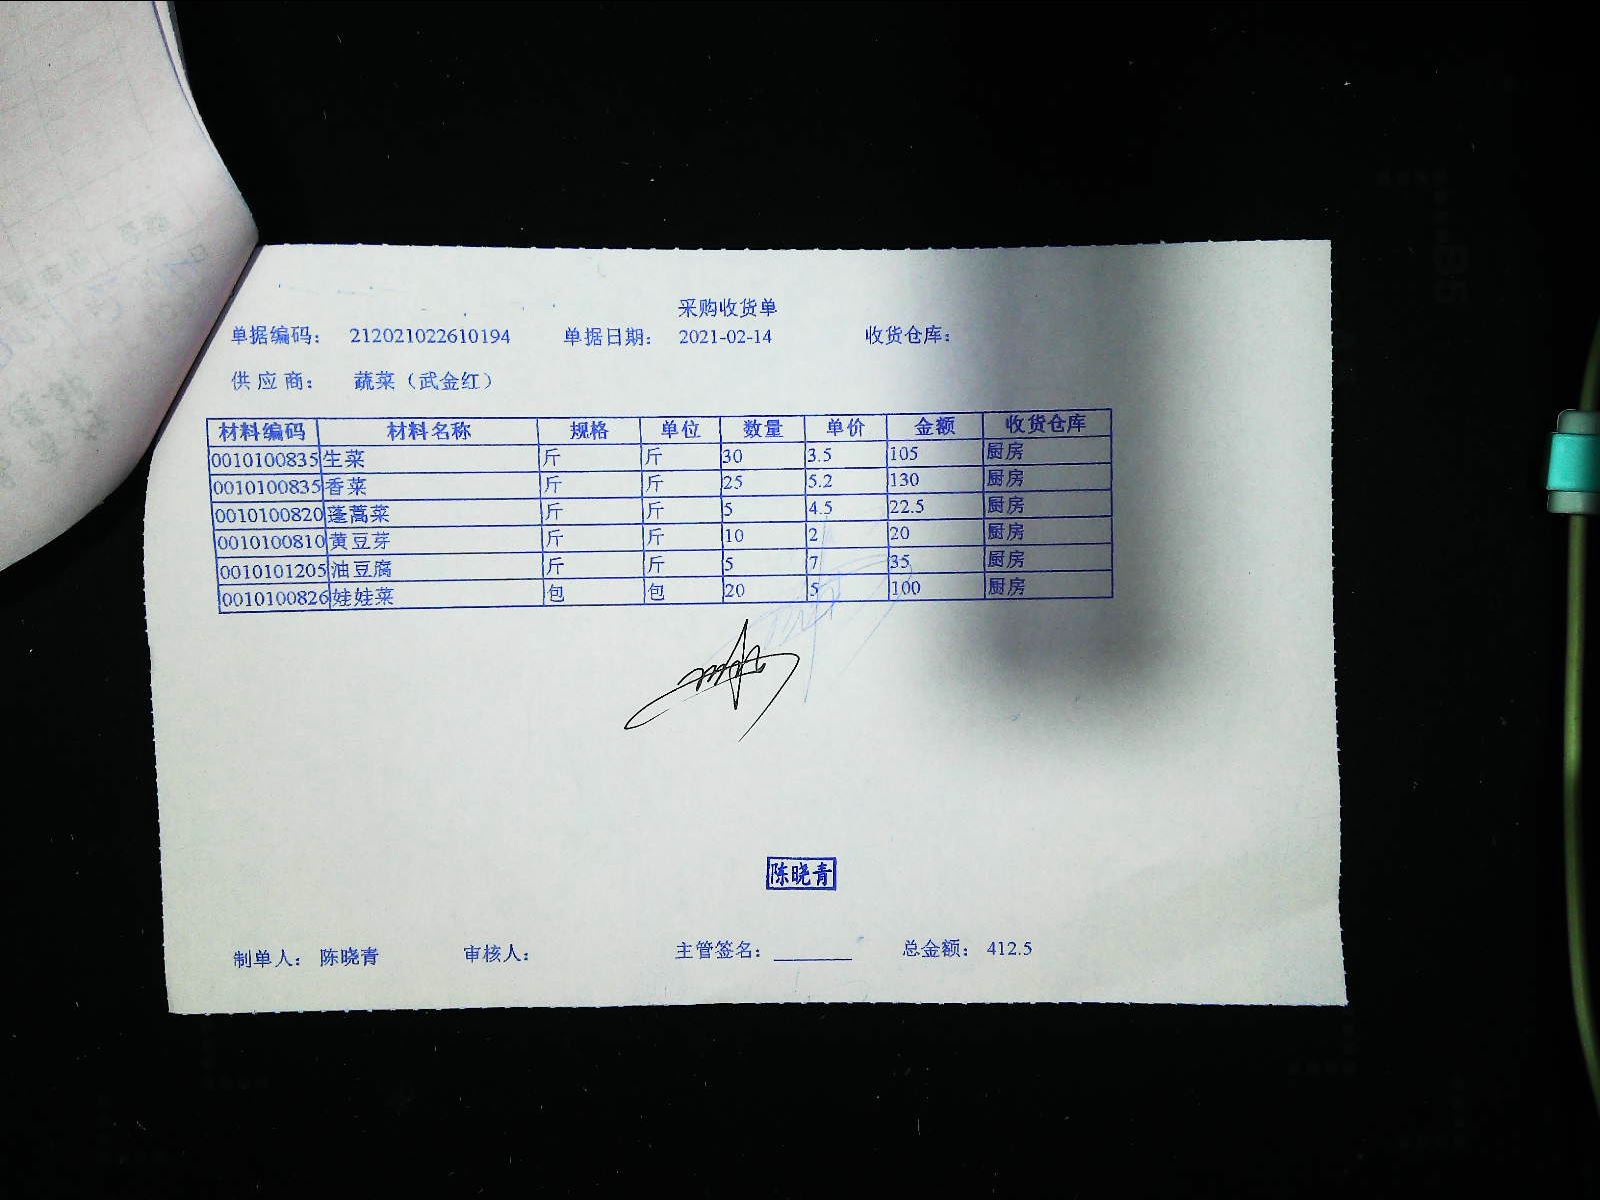 采购收货单
单据编码： 212021022610194 单据日期： 2021-02-14 收货仓库：
供应商： 蔬菜（武金红）
材料编码 材料名称 规格 单位 数量 单价 金额 收货仓库
0010100835 生菜 斤 斤 30 3.5 105 厨房
0010100835 香菜 斤 斤 25 5.2 130 厨房
0010100820 蓬蒿菜 斤 斤 5 4.5 22.5 厨房
0010100810 黄豆芽 斤 斤 10 2 20 厨房
0010101205 油豆腐 斤 斤 5 7 35 厨房
0010100826 娃娃菜 包 包 20 5 100 厨房
陈晓青
制单人： 陈晓青 审核人： 主管签名：________ 总金额： 412.5